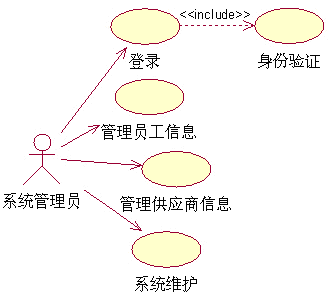 <<include>>
登录
身份验证
管理员工信息
系统管理员
管理供应商信息
系统维护